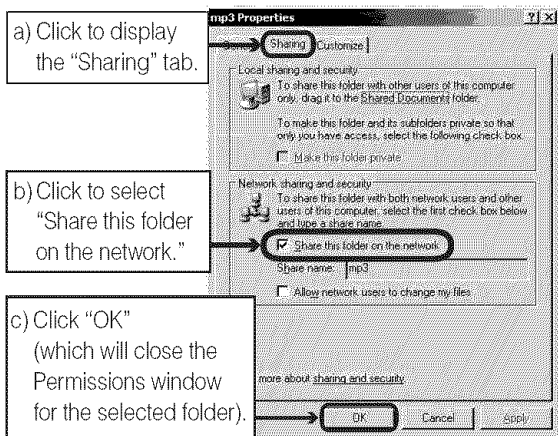 a) Click to display
the “Sharing” tab.
b) Click to select
“Share this folder
on the network.”
c) Click “OK”
(which will close the
Permissions window
for the selected folder).
mp3 Properties
Sharing Customize
Local sharing and security
To share this folder with other users of this computer
only, drag it to the Shared Documents folder.
To make this folder and its subfolders private so that
only you have access, select the following check box.
Make this folder private
Network sharing and security
To share this folder with both network users and other
users of this computer, select the first check box below
and type a share name.
Share this folder on the network
Share name: mp3
Allow network users to change my files
more about sharing and security.
OK Cancel Apply